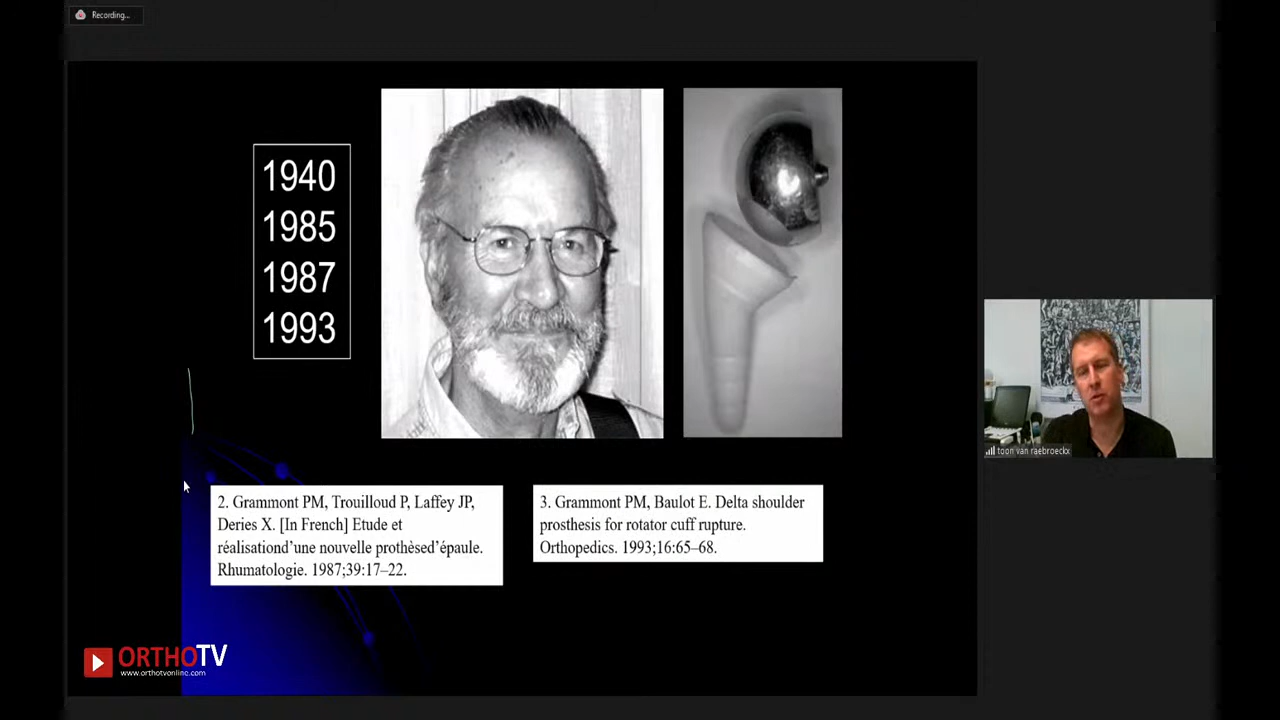 Recording...
1940
1985
1987
1993
2. Grammont PM, Trouilloud P, Laffey JP,
Deries X. [In French] Etude et
réalisationd'une nouvelle prothèsed'épaule.
Rhumatologie. 1987;39:17–22.
3. Grammont PM, Baulot E. Delta shoulder
prosthesis for rotator cuff rupture.
Orthopedics. 1993;16:65–68.
toon van raebroeckx
ORTHOTV
www.orthotvonline.com